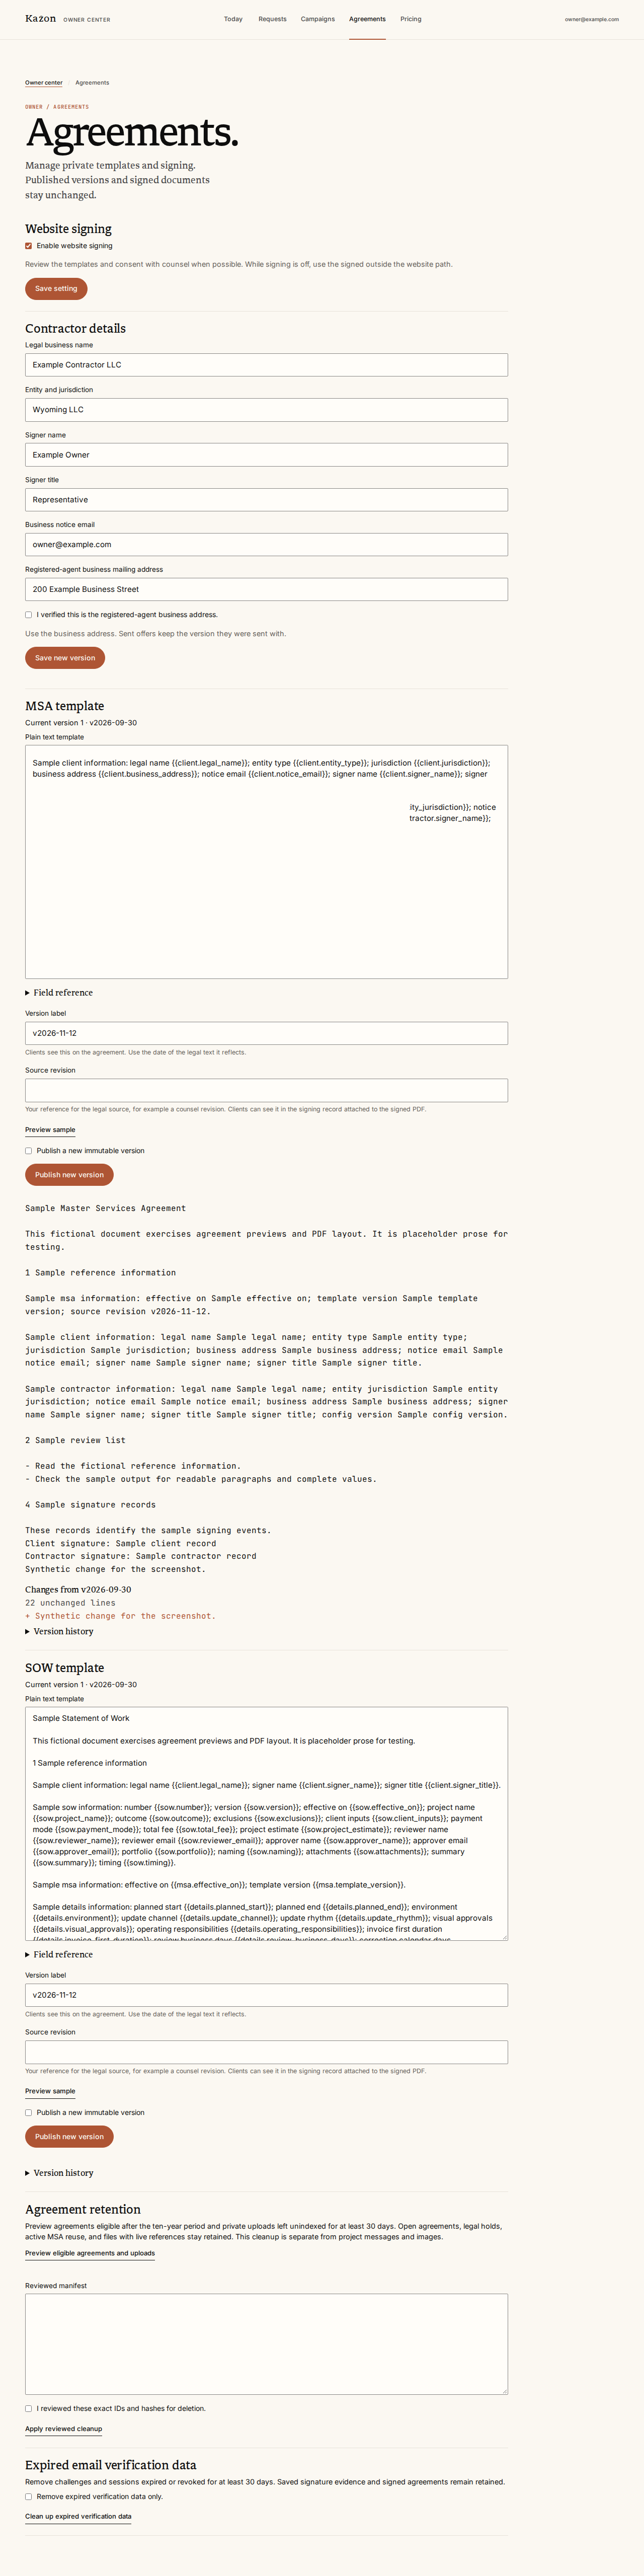 Kazon OWNER CENTER
Today Requests Campaigns Agreements Pricing
owner@example.com
Owner center / Agreements
OWNER / AGREEMENTS
Agreements.
Manage private templates and signing.
Published versions and signed documents
stay unchanged.
Website signing
Enable website signing
Review the templates and consent with counsel when possible. While signing is off, use the signed outside the website path.
Save setting
Contractor details
Legal business name
Example Contractor LLC
Entity and jurisdiction
Wyoming LLC
Signer name
Example Owner
Signer title
Representative
Business notice email
owner@example.com
Registered-agent business mailing address
200 Example Business Street
I verified this is the registered-agent business address.
Use the business address. Sent offers keep the version they were sent with.
Save new version
MSA template
Current version 1 · v2026-09-30
Plain text template
Sample client information: legal name {{client.legal_name}}; entity type {{client.entity_type}}; jurisdiction {{client.jurisdiction}};
business address {{client.business_address}}; notice email {{client.notice_email}}; signer name {{client.signer_name}}; signer
ity_jurisdiction}}; notice
tractor.signer_name}};
Field reference
Version label
v2026-11-12
Clients see this on the agreement. Use the date of the legal text it reflects.
Source revision
Your reference for the legal source, for example a counsel revision. Clients can see it in the signing record attached to the signed PDF.
Preview sample
Publish a new immutable version
Publish new version
Sample Master Services Agreement
This fictional document exercises agreement previews and PDF layout. It is placeholder prose for
testing.
1 Sample reference information
Sample msa information: effective on Sample effective on; template version Sample template
version; source revision v2026-11-12.
Sample client information: legal name Sample legal name; entity type Sample entity type;
jurisdiction Sample jurisdiction; business address Sample business address; notice email Sample
notice email; signer name Sample signer name; signer title Sample signer title.
Sample contractor information: legal name Sample legal name; entity jurisdiction Sample entity
jurisdiction; notice email Sample notice email; business address Sample business address; signer
name Sample signer name; signer title Sample signer title; config version Sample config version.
2 Sample review list
- Read the fictional reference information.
- Check the sample output for readable paragraphs and complete values.
4 Sample signature records
These records identify the sample signing events.
Client signature: Sample client record
Contractor signature: Sample contractor record
Synthetic change for the screenshot.
Changes from v2026-09-30
22 unchanged lines
+ Synthetic change for the screenshot.
Version history
SOW template
Current version 1 · v2026-09-30
Plain text template
Sample Statement of Work
This fictional document exercises agreement previews and PDF layout. It is placeholder prose for testing.
1 Sample reference information
Sample client information: legal name {{client.legal_name}}; signer name {{client.signer_name}}; signer title {{client.signer_title}}.
Sample sow information: number {{sow.number}}; version {{sow.version}}; effective on {{sow.effective_on}}; project name
{{sow.project_name}}; outcome {{sow.outcome}}; exclusions {{sow.exclusions}}; client inputs {{sow.client_inputs}}; payment
mode {{sow.payment_mode}}; total fee {{sow.total_fee}}; project estimate {{sow.project_estimate}}; reviewer name
{{sow.reviewer_name}}; reviewer email {{sow.reviewer_email}}; approver name {{sow.approver_name}}; approver email
{{sow.approver_email}}; portfolio {{sow.portfolio}}; naming {{sow.naming}}; attachments {{sow.attachments}}; summary
{{sow.summary}}; timing {{sow.timing}}.
Sample msa information: effective on {{msa.effective_on}}; template version {{msa.template_version}}.
Sample details information: planned start {{details.planned_start}}; planned end {{details.planned_end}}; environment
{{details.environment}}; update channel {{details.update_channel}}; update rhythm {{details.update_rhythm}}; visual approvals
{{details.visual_approvals}}; operating responsibilities {{details.operating_responsibilities}}; invoice first duration
{{details.invoice_first_duration}}; review business days {{details.review_business_days}}; correction calendar days
Field reference
Version label
v2026-11-12
Clients see this on the agreement. Use the date of the legal text it reflects.
Source revision
Your reference for the legal source, for example a counsel revision. Clients can see it in the signing record attached to the signed PDF.
Preview sample
Publish a new immutable version
Publish new version
Version history
Agreement retention
Preview agreements eligible after the ten-year period and private uploads left unindexed for at least 30 days. Open agreements, legal holds,
active MSA reuse, and files with live references stay retained. This cleanup is separate from project messages and images.
Preview eligible agreements and uploads
Reviewed manifest
I reviewed these exact IDs and hashes for deletion.
Apply reviewed cleanup
Expired email verification data
Remove challenges and sessions expired or revoked for at least 30 days. Saved signature evidence and signed agreements remain retained.
Remove expired verification data only.
Clean up expired verification data